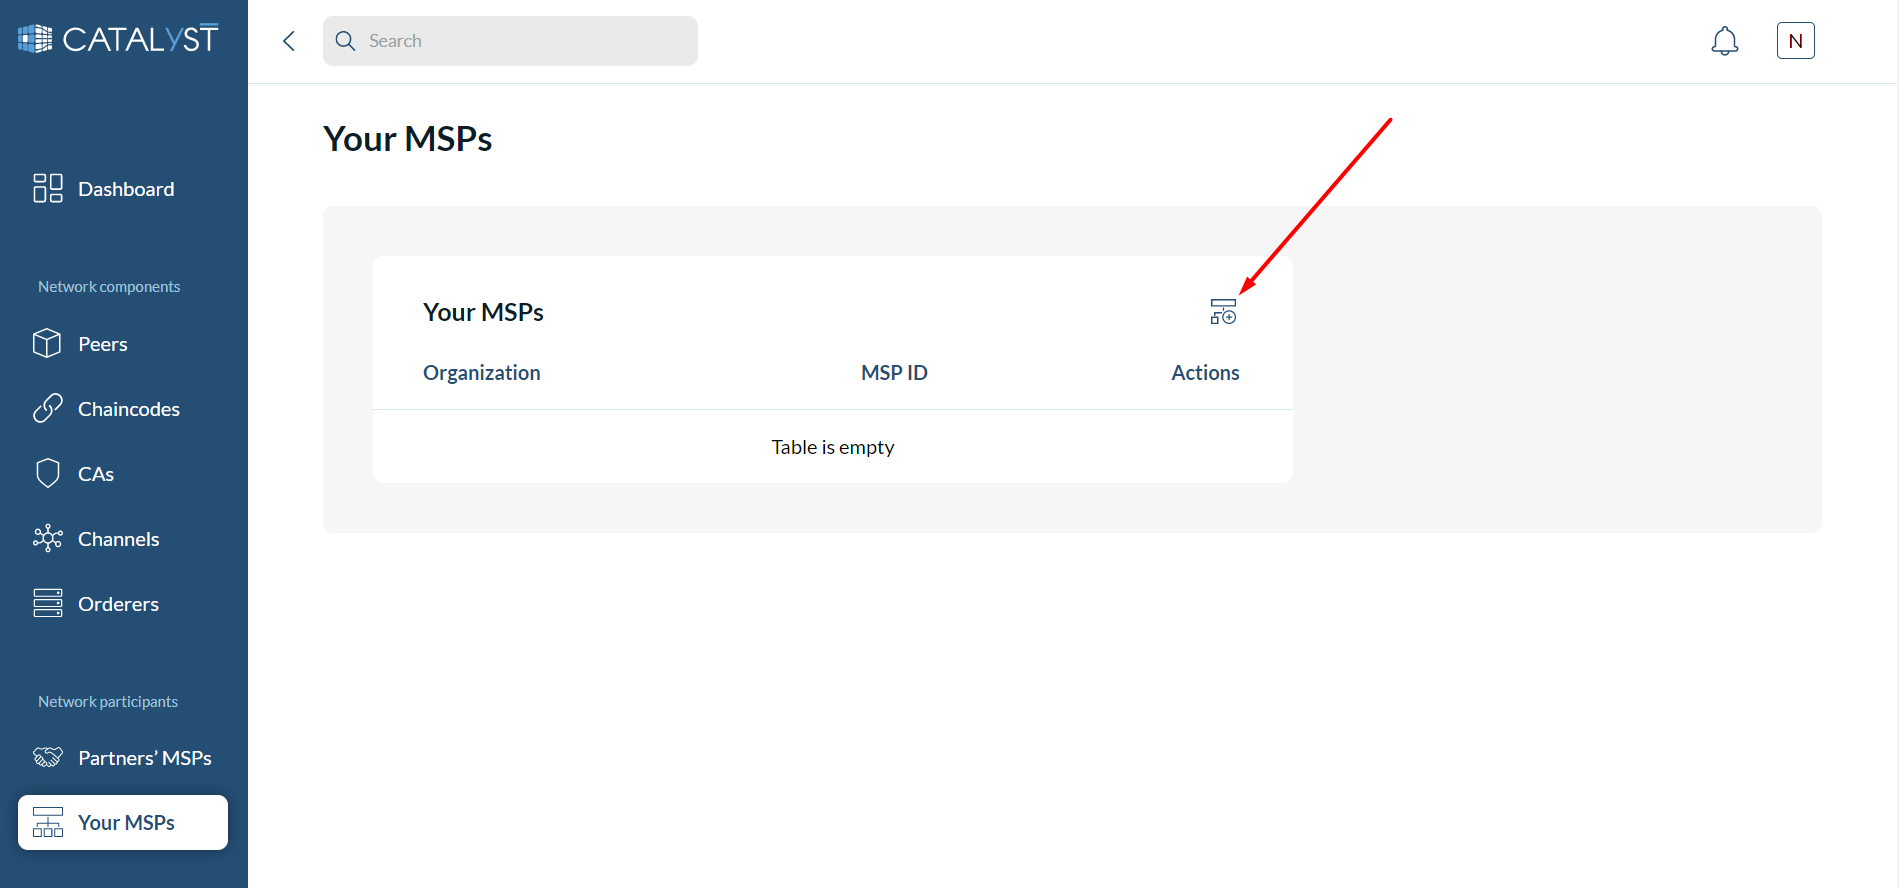 CATALYST
Search
N
Your MSPs
Dashboard
Network components
Peers
Chaincodes
CAs
Channels
Orderers
Network participants
Partners’ MSPs
Your MSPs
Your MSPs
Organization MSP ID Actions
Table is empty